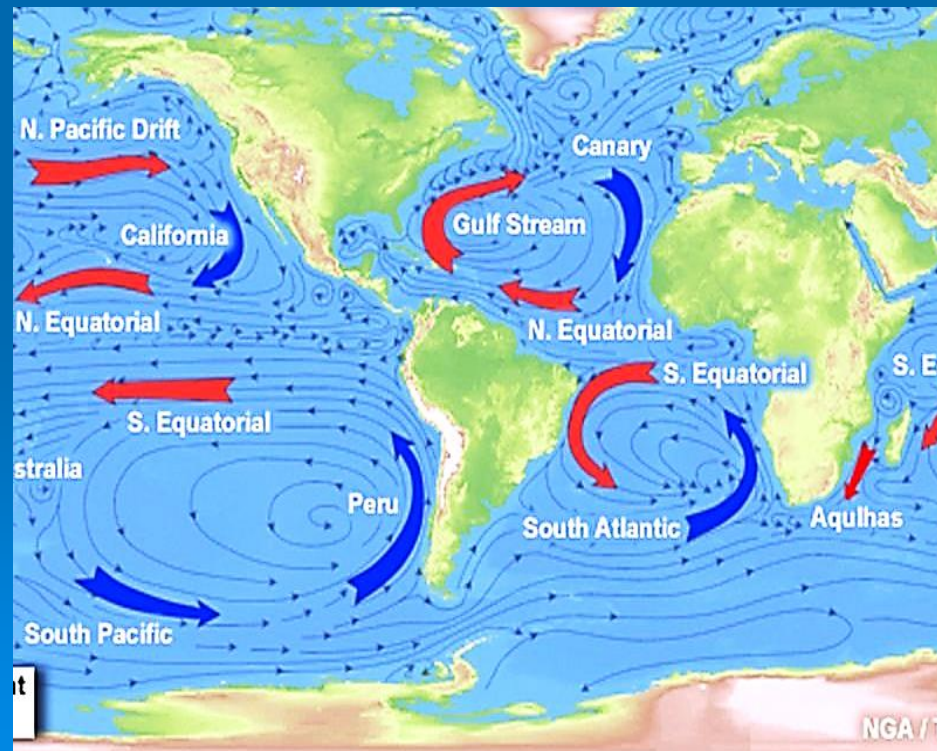 N. Pacific Drift
Canary
California
Gulf Stream
N. Equatorial
N. Equatorial
S. Equatorial
S. E
S. Equatorial
stralia
Peru
South Atlantic
Aqulhas
South Pacific
NGA /